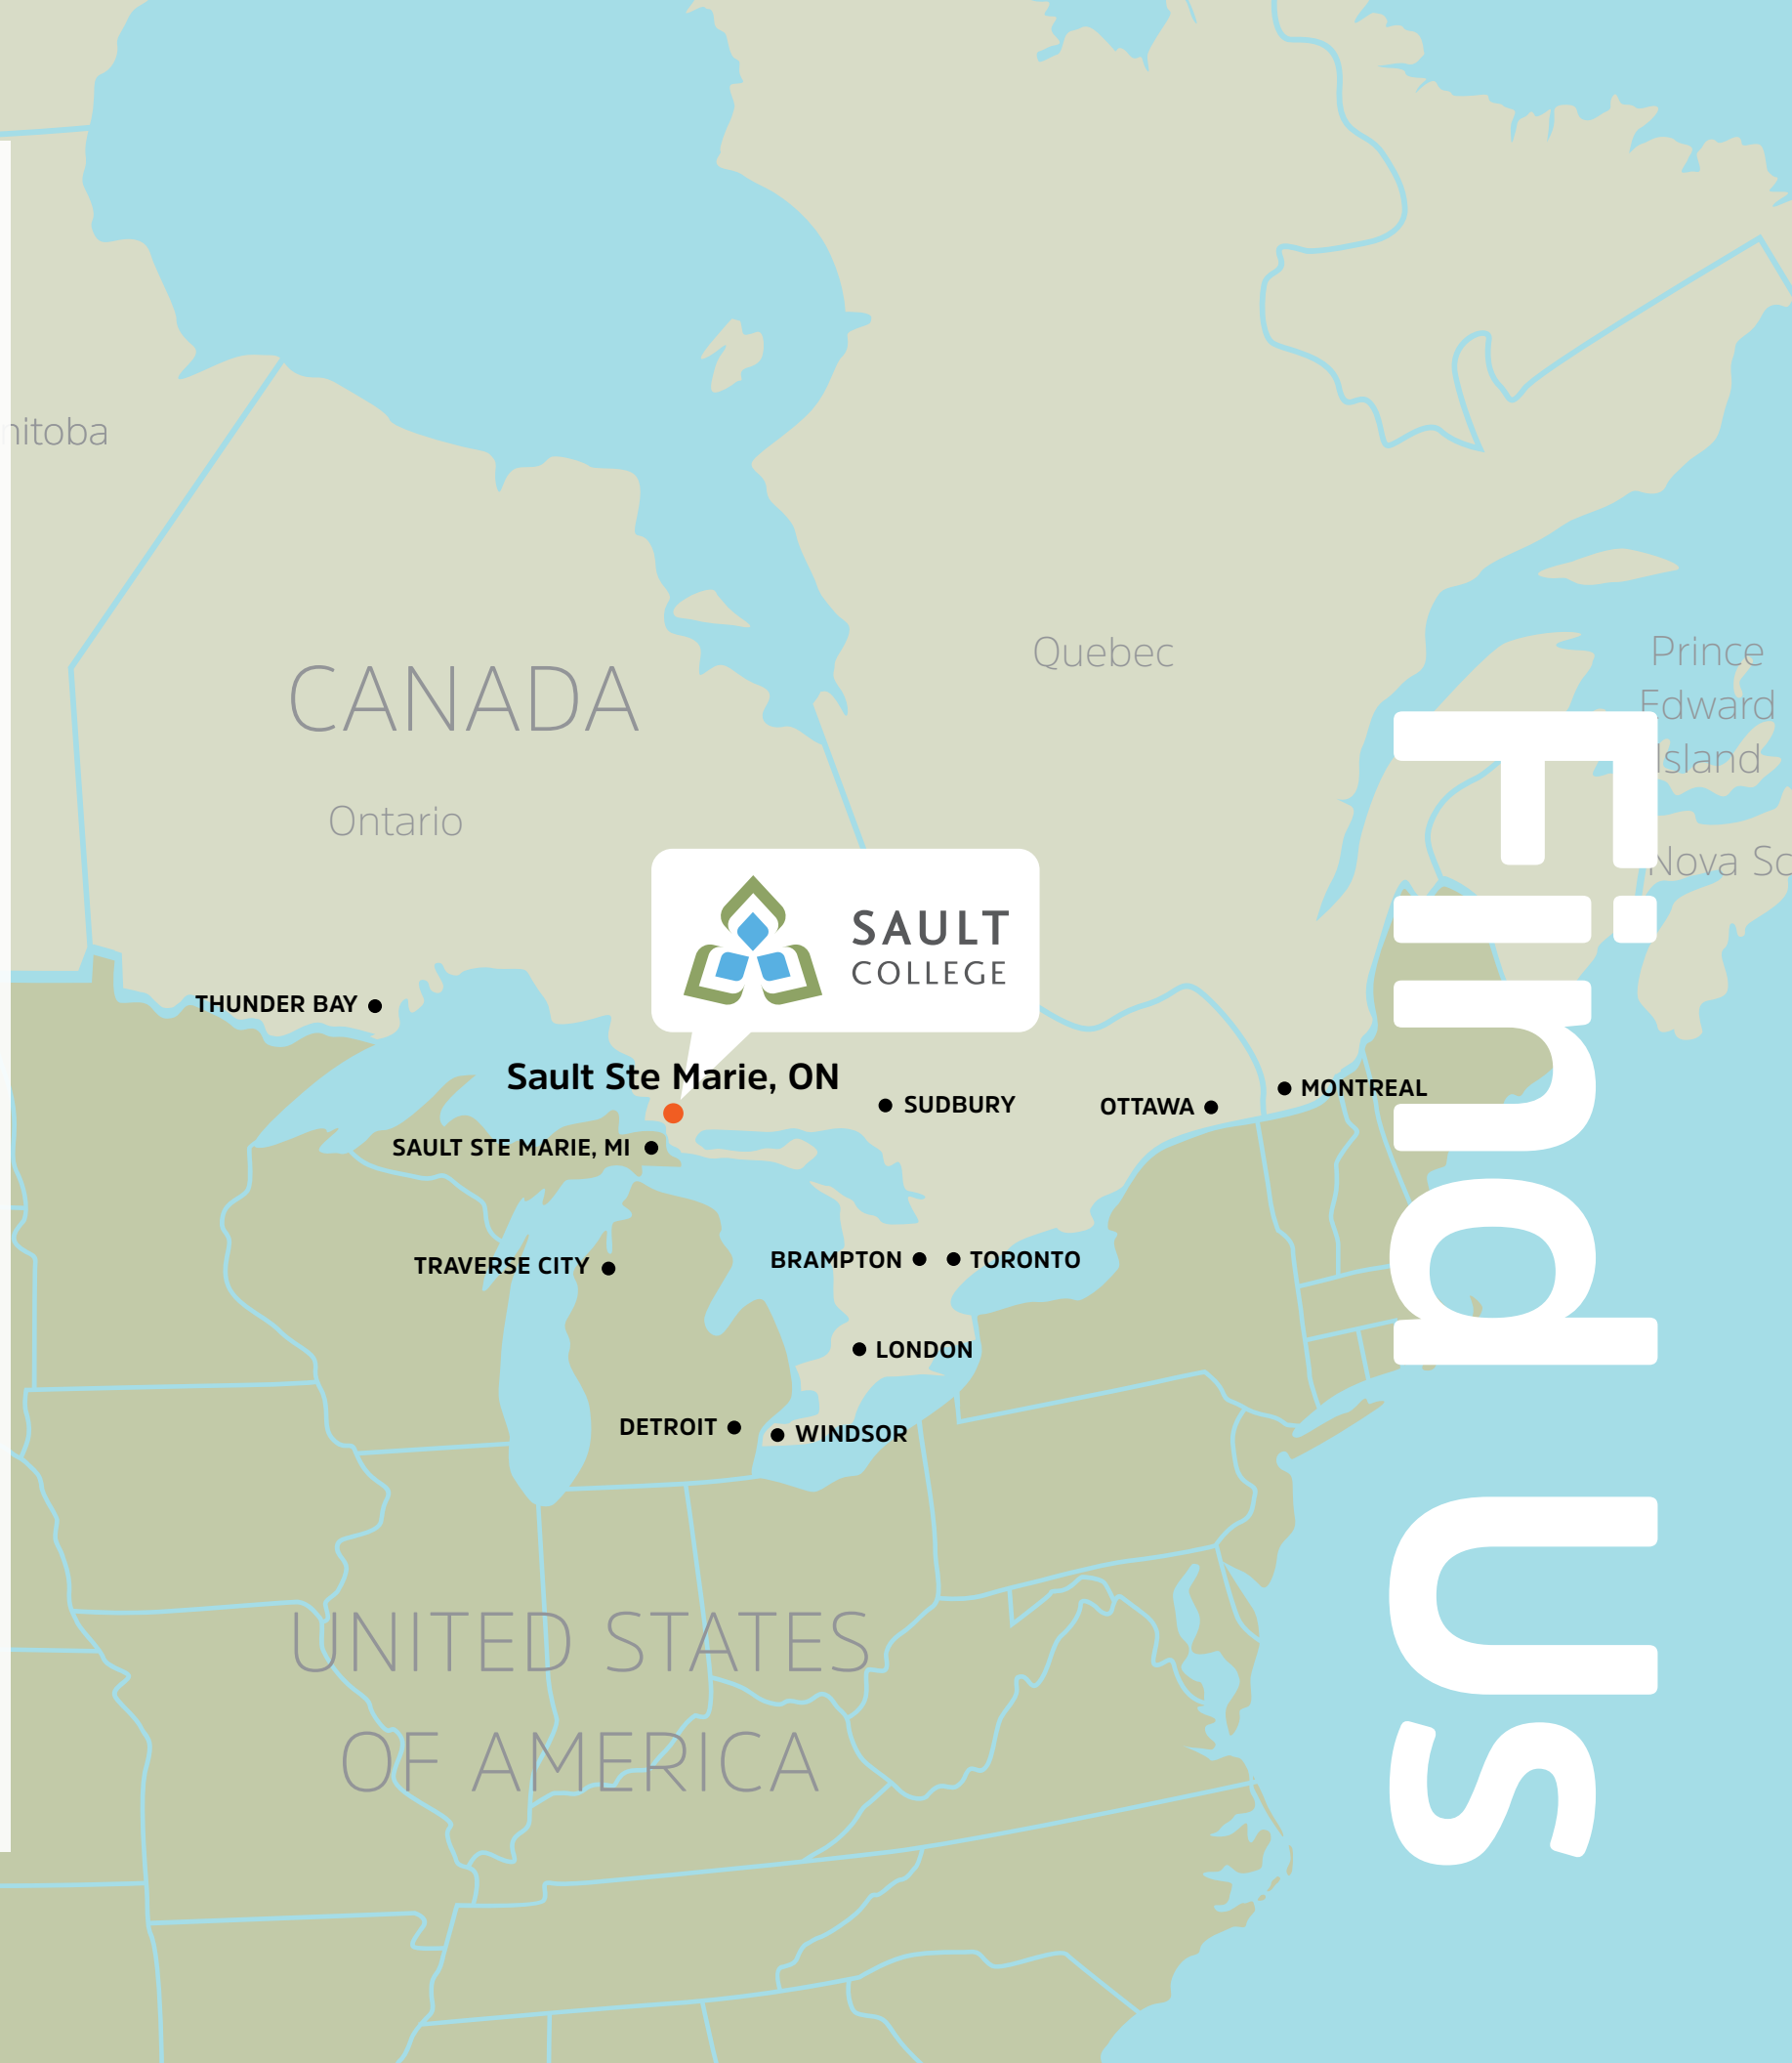 nitoba
CANADA
Quebec
Prince
Edward
Island
Ontario
Nova Sc
SAULT
COLLEGE
THUNDER BAY
Sault Ste Marie, ON
SUDBURY
OTTAWA
MONTREAL
SAULT STE MARIE, MI
TRAVERSE CITY
BRAMPTON
TORONTO
LONDON
DETROIT
WINDSOR
UNITED STATES
OF AMERICA
Find Us